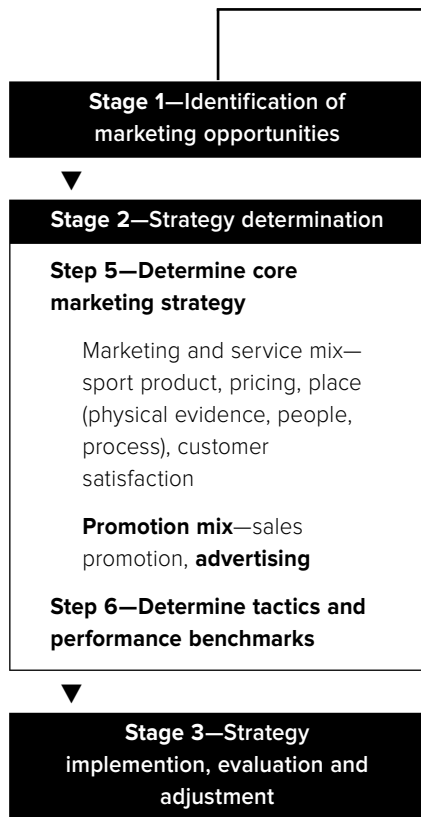 Stage 1—Identification of
marketing opportunities
Stage 2—Strategy determination
Step 5—Determine core
marketing strategy
Marketing and service mix—
sport product, pricing, place
(physical evidence, people,
process), customer
satisfaction
Promotion mix—sales
promotion, advertising
Step 6—Determine tactics and
performance benchmarks
Stage 3—Strategy
implemention, evaluation and
adjustment